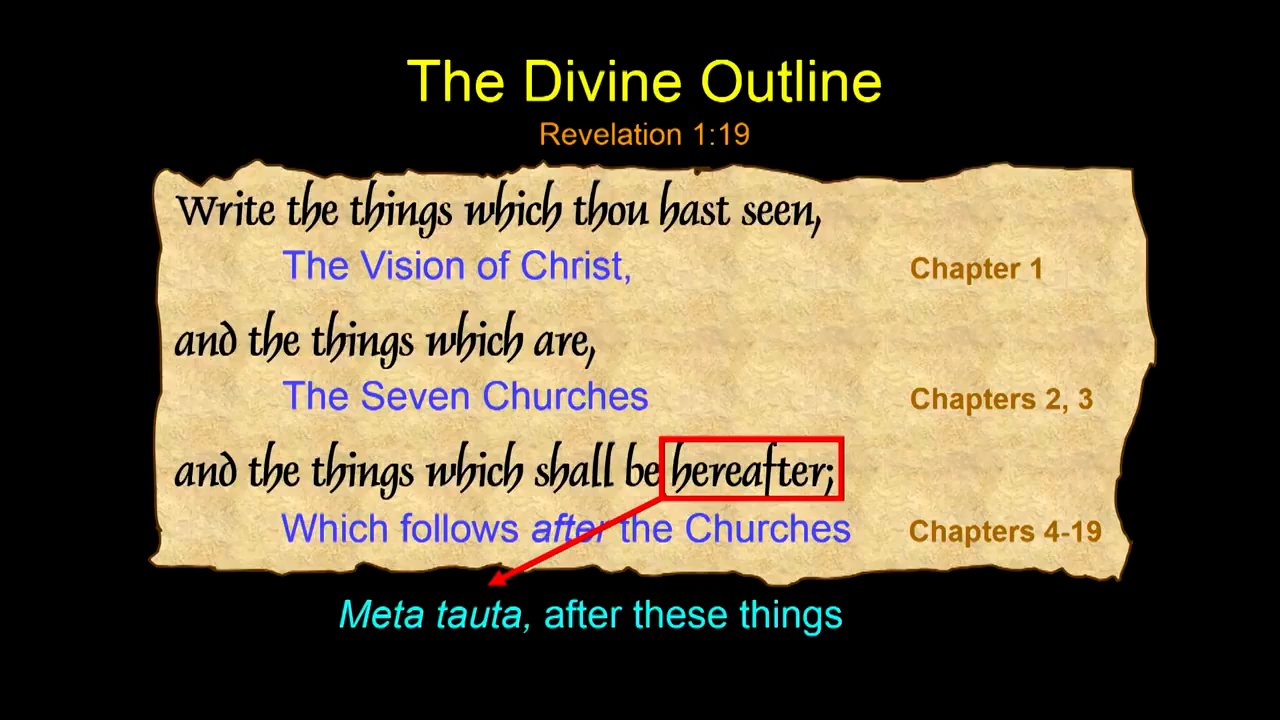 The Divine Outline
Revelation 1:19
Write the things which thou hast seen,
The Vision of Christ, Chapter 1
and the things which are,
The Seven Churches Chapters 2, 3
and the things which shall be hereafter;
Which follows after the Churches Chapters 4-19
Meta tauta, after these things